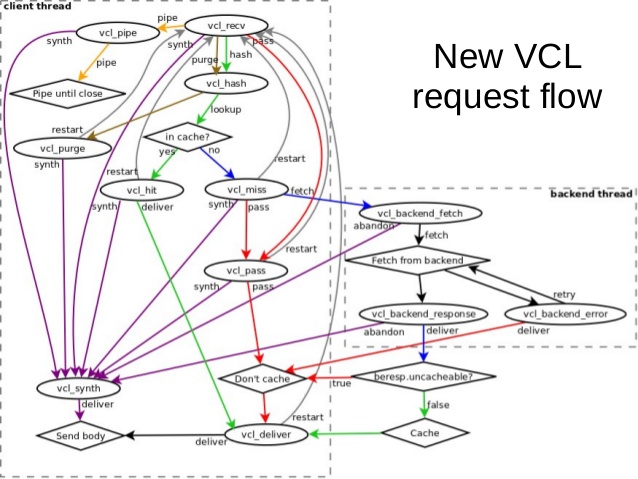 client thread
New VCL
request flow
pipe
vcl_pipe
vcl_recv
synth
synth
pass
pipe
purge
hash
Pipe until close
vcl_hash
lookup
restart
in cache?
vcl_purge
yes
no
synth
restart
restart
vcl_hit
vcl_miss
fetch
backend thread
synth
deliver
synth
pass
vcl_backend_fetch
abandon
fetch
restart
Fetch from backend
vcl_pass
synth
pass
retry
vcl_backend_response
vcl_backend_error
abandon
deliver
deliver
vcl_synth
Don't cache
true
beresp.uncacheable?
deliver
false
restart
Send body
deliver
vcl_deliver
Cache